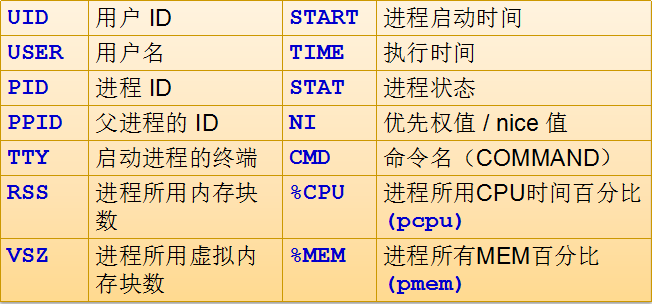 UID 用户 ID START 进程启动时间
USER 用户名 TIME 执行时间
PID 进程 ID STAT 进程状态
PPID 父进程的 ID NI 优先权值 / nice 值
TTY 启动进程的终端 CMD 命令名（COMMAND）
RSS 进程所用内存块数 %CPU 进程所用CPU时间百分比
(pcpu)
VSZ 进程所用虚拟内存块数 %MEM 进程所有MEM百分比
(pmem)